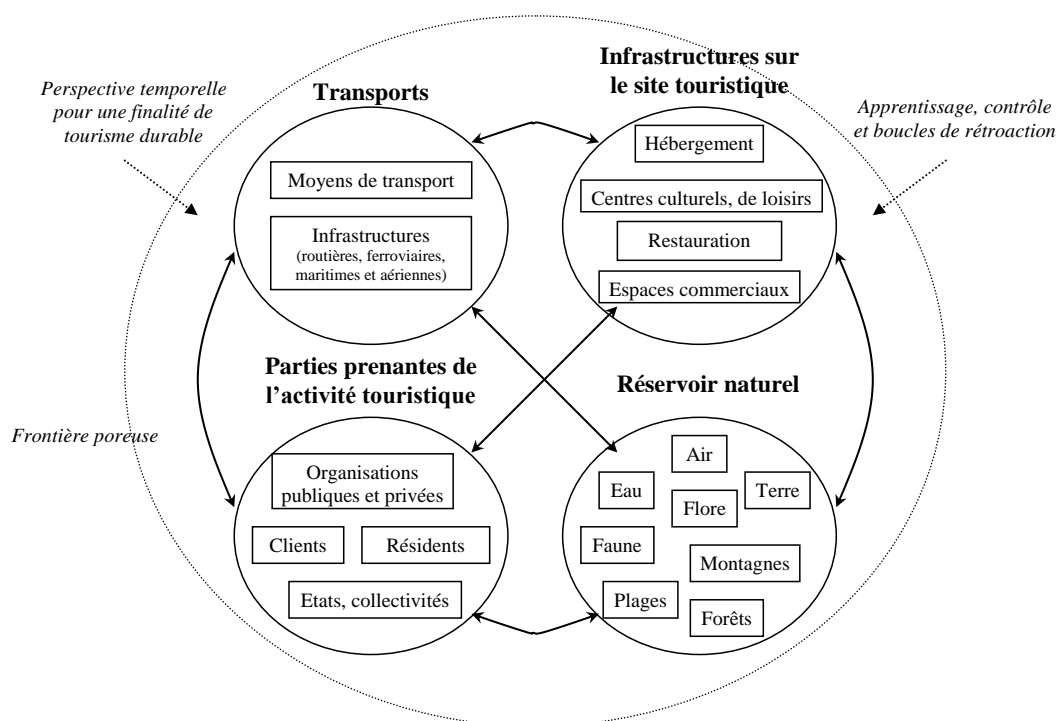 Infrastructures sur
le site touristique
Perspective temporelle
pour une finalité de
tourisme durable
Transports
Apprentissage, contrôle
et boucles de rétroaction
Hébergement
Moyens de transport
Centres culturels, de loisirs
Infrastructures
(routières, ferroviaires,
maritimes et aériennes)
Restauration
Espaces commerciaux
Parties prenantes de
l’activité touristique
Réservoir naturel
Frontière poreuse
Organisations
publiques et privées
Clients
Résidents
Etats, collectivités
Air
Eau
Terre
Flore
Faune
Montagnes
Plages
Forêts